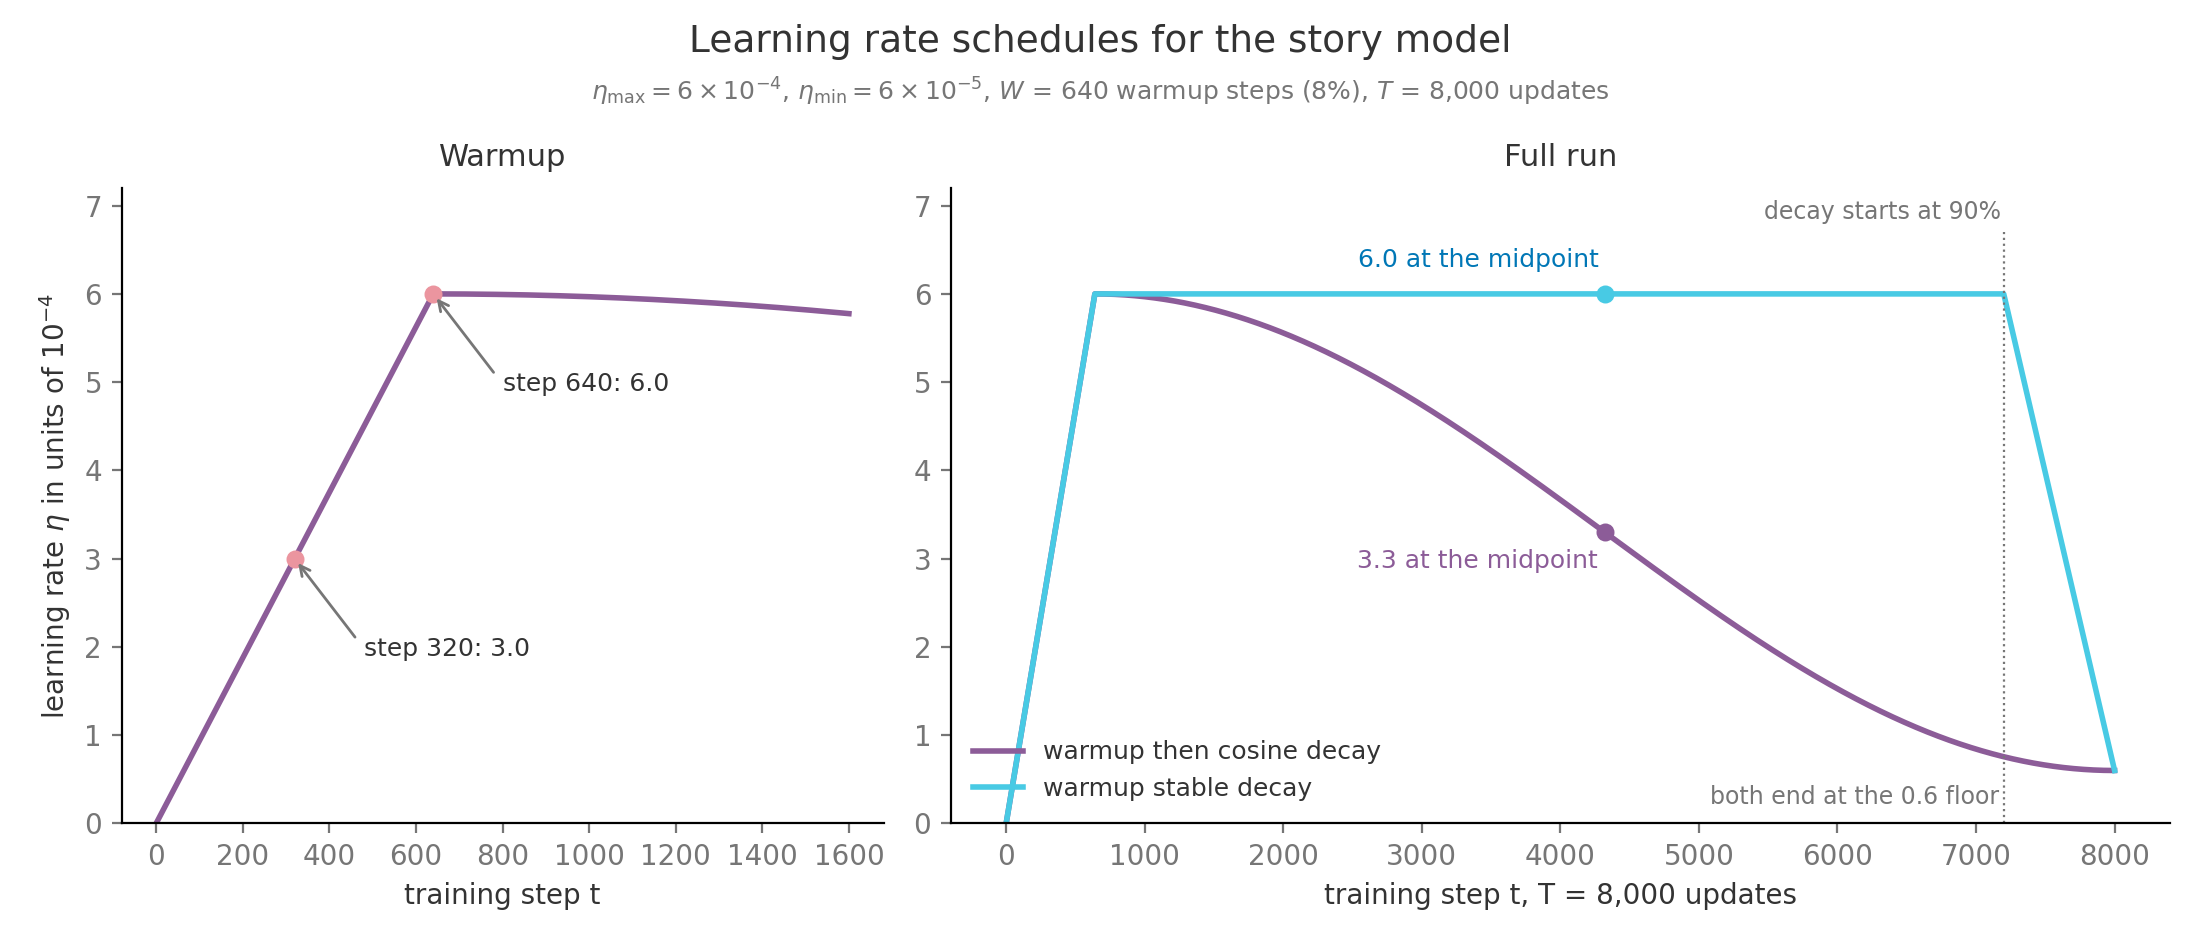 Learning rate schedules for the story model
η_max = 6 × 10⁻⁴, η_min = 6 × 10⁻⁵, W = 640 warmup steps (8%), T = 8,000 updates
Warmup
learning rate η in units of 10⁻⁴
7
6
5
4
3
2
1
0
step 640: 6.0
step 320: 3.0
0 200 400 600 800 1000 1200 1400 1600
training step t
Full run
7
6
5
4
3
2
1
0
decay starts at 90%
6.0 at the midpoint
3.3 at the midpoint
warmup then cosine decay
warmup stable decay
both end at the 0.6 floor
0 1000 2000 3000 4000 5000 6000 7000 8000
training step t, T = 8,000 updates